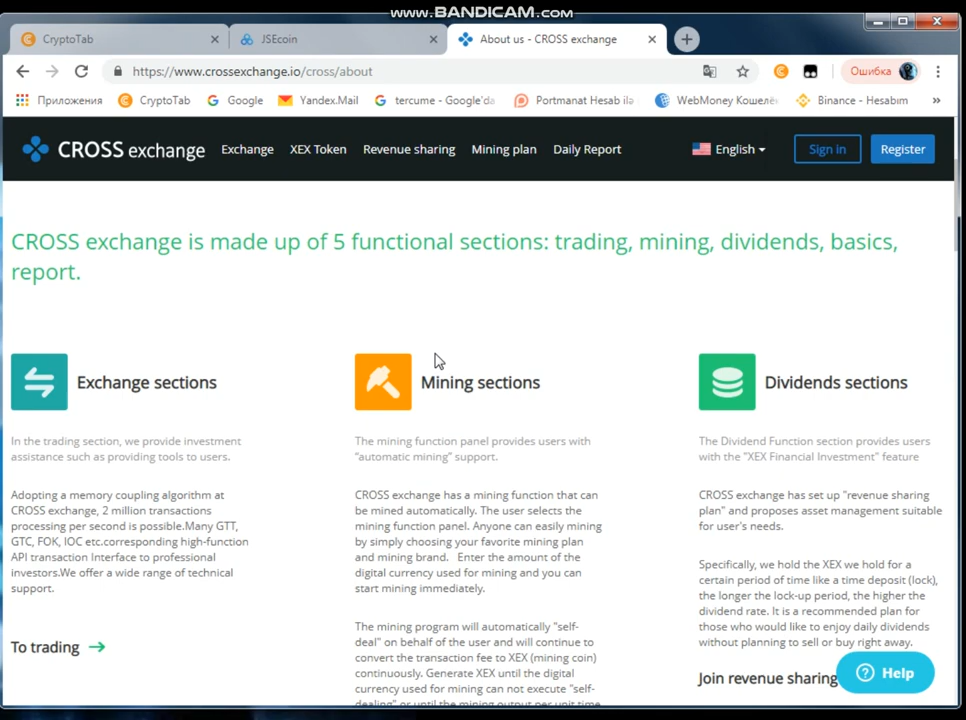 www.BANDICAM.com
CryptoTab
JSEcoin
About us - CROSS exchange
https://www.crossexchange.io/cross/about
Ошибка
Приложения
CryptoTab
Google
Yandex.Mail
tercume - Google'da
Portmanat Hesab ilə
WebMoney Кошелё
Binance - Hesabım
»
CROSS exchange
Exchange
XEX Token
Revenue sharing
Mining plan
Daily Report
English
Sign in
Register
CROSS exchange is made up of 5 functional sections: trading, mining, dividends, basics,
report.
Exchange sections
In the trading section, we provide investment
assistance such as providing tools to users.
Adopting a memory coupling algorithm at
CROSS exchange, 2 million transactions
processing per second is possible.Many GTT,
GTC, FOK, IOC etc.corresponding high-function
API transaction Interface to professional
investors.We offer a wide range of technical
support.
To trading
Mining sections
The mining function panel provides users with
"automatic mining" support.
CROSS exchange has a mining function that can
be mined automatically. The user selects the
mining function panel. Anyone can easily mining
by simply choosing your favorite mining plan
and mining brand. Enter the amount of the
digital currency used for mining and you can
start mining immediately.
The mining program will automatically "self-
deal" on behalf of the user and will continue to
convert the transaction fee to XEX (mining coin)
continuously. Generate XEX until the digital
currency used for mining can not execute "self-
dealing" or until the mining output per unit time
Dividends sections
The Dividend Function section provides users
with the "XEX Financial Investment" feature
CROSS exchange has set up "revenue sharing
plan" and proposes asset management suitable
for user's needs.
Specifically, we hold the XEX we hold for a
certain period of time like a time deposit (lock),
the longer the lock-up period, the higher the
dividend rate. It is a recommended plan for
those who would like to enjoy daily dividends
without planning to sell or buy right away.
Join revenue sharing
Help